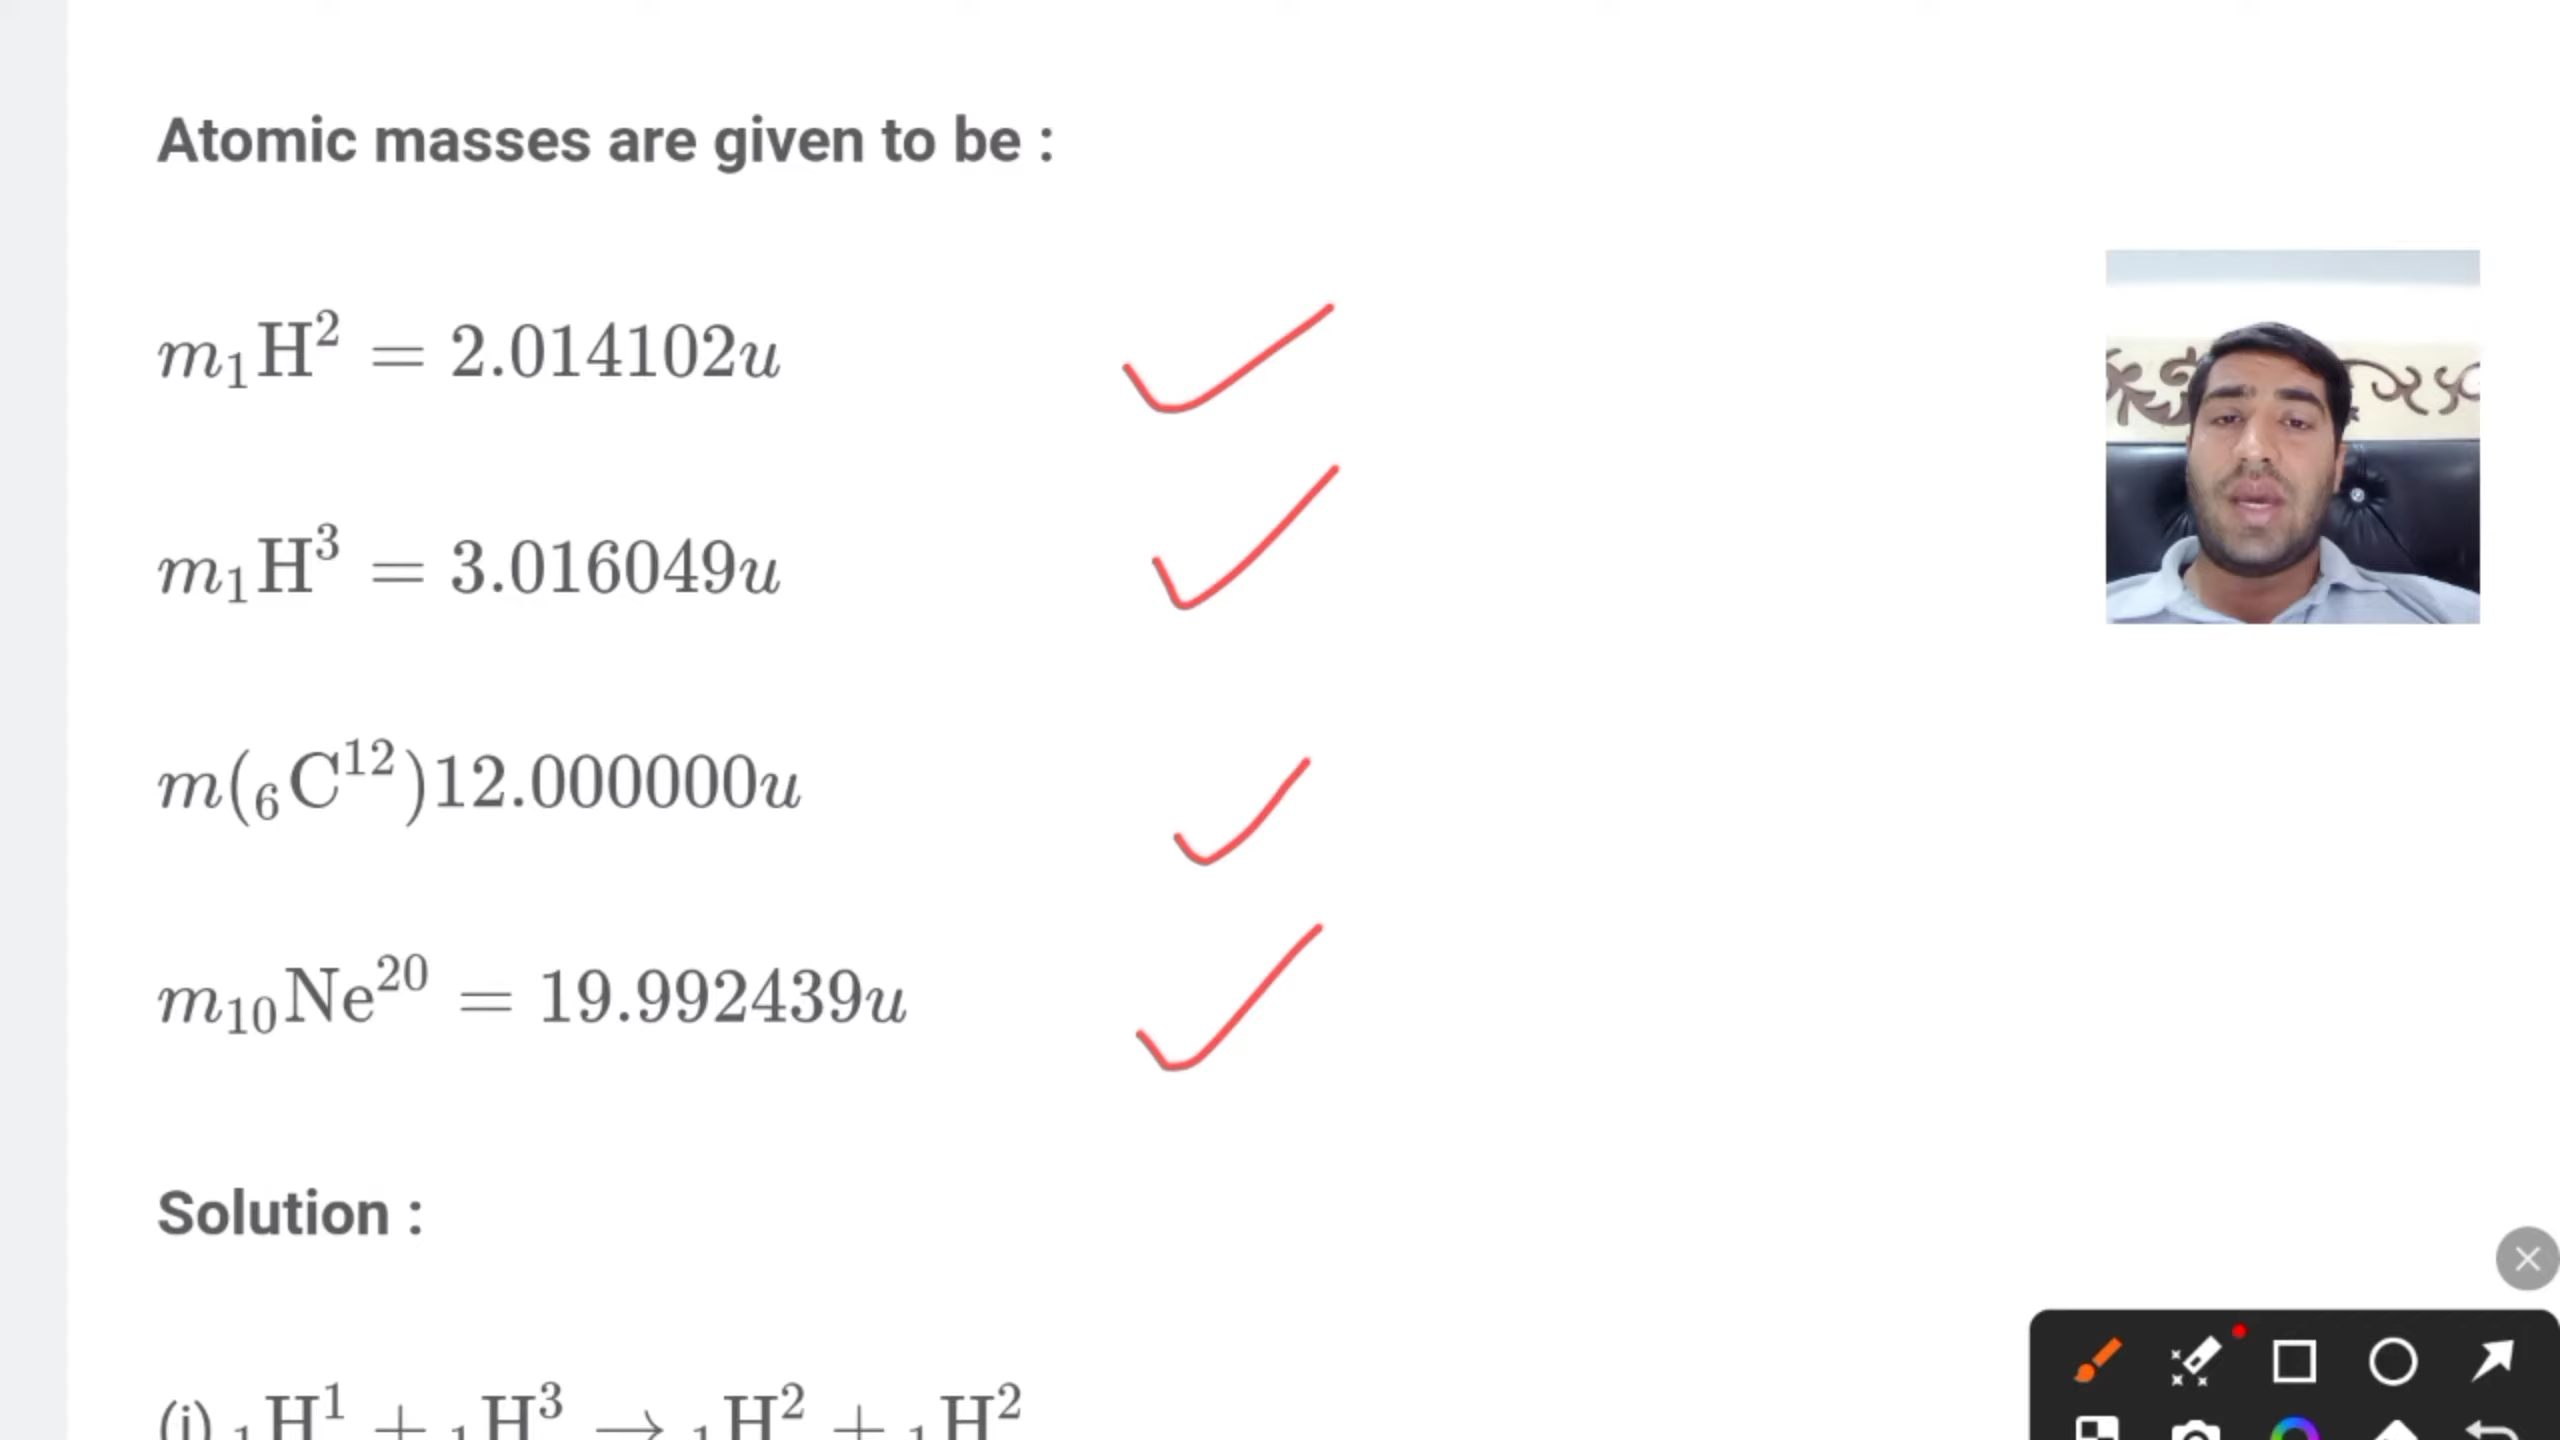 Atomic masses are given to be :
m₁H² = 2.014102u
m₁H³ = 3.016049u
m(₆C¹²)12.000000u
m₁₀Ne²⁰ = 19.992439u
Solution :
(i) ₁H¹ + ₁H³ → ₁H² + ₁H²